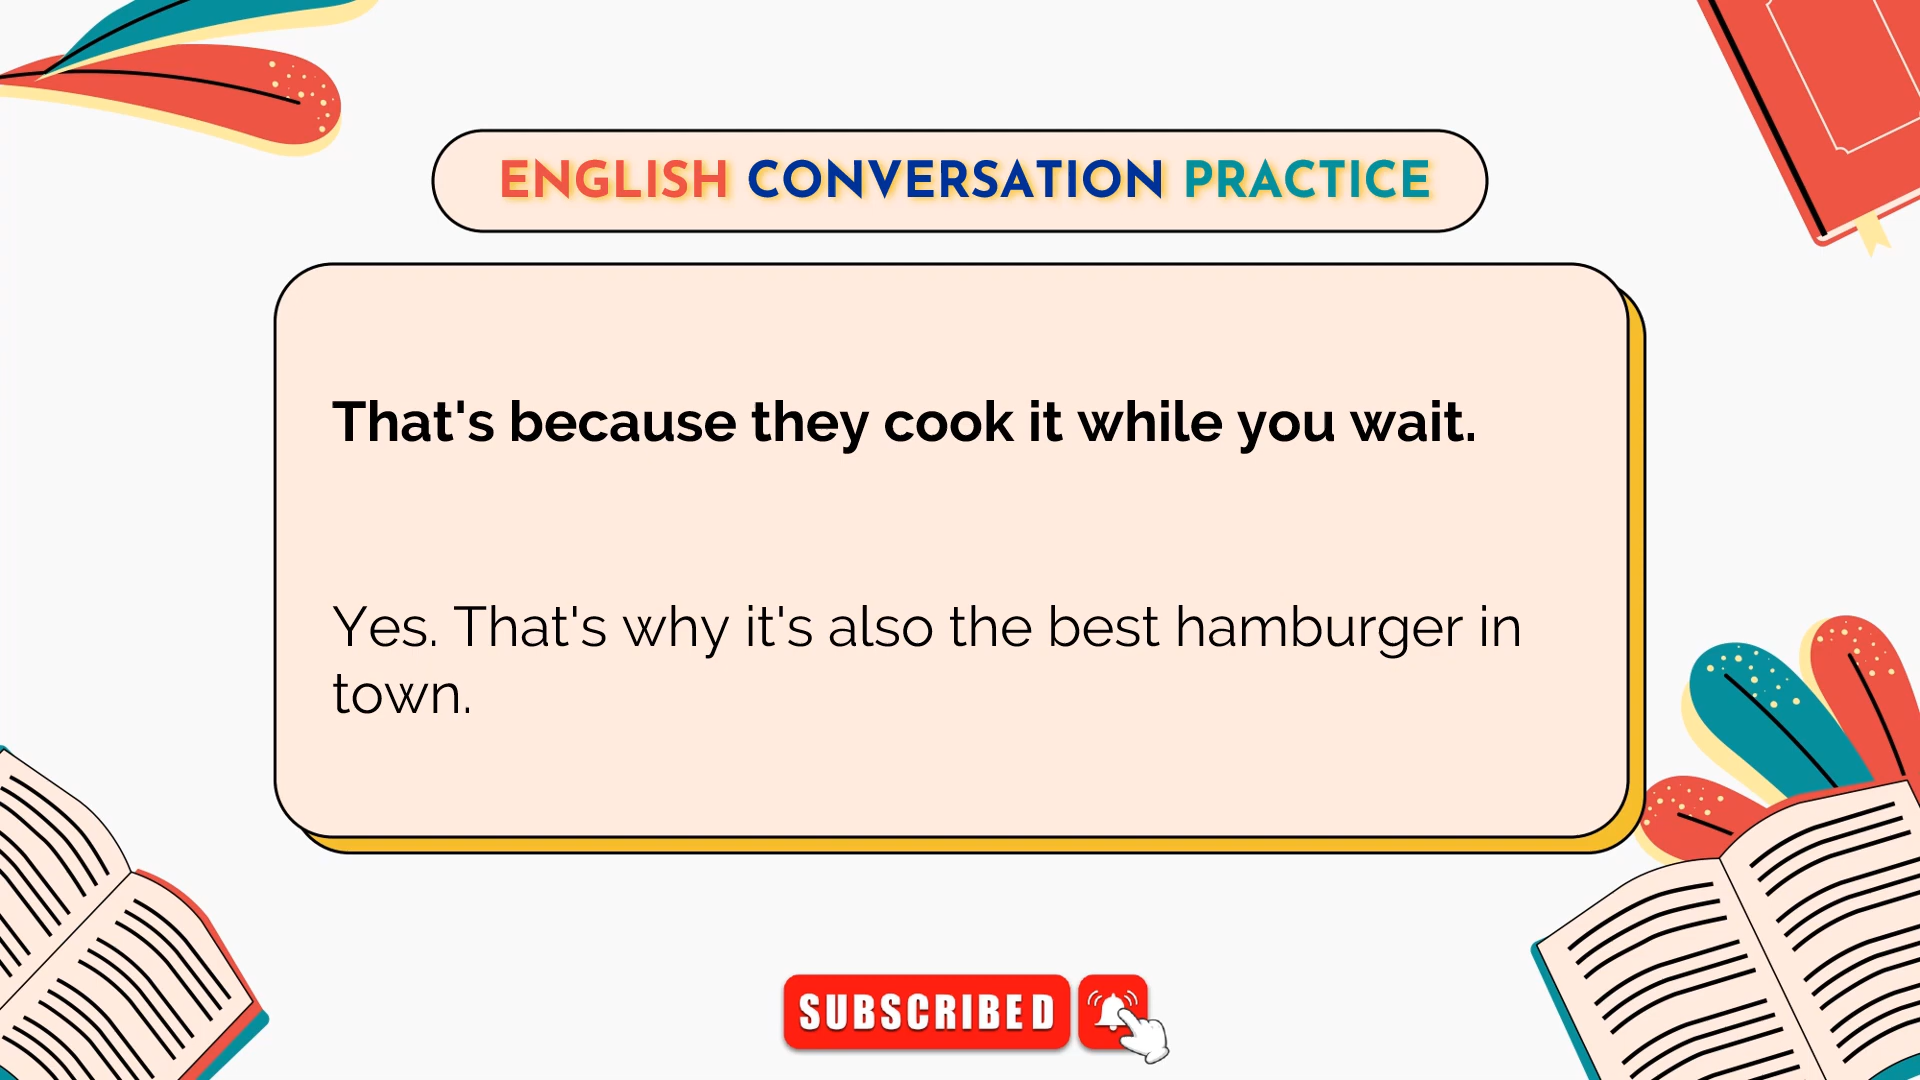 ENGLISH CONVERSATION PRACTICE
That's because they cook it while you wait.
Yes. That's why it's also the best hamburger in
town.
SUBSCRIBED